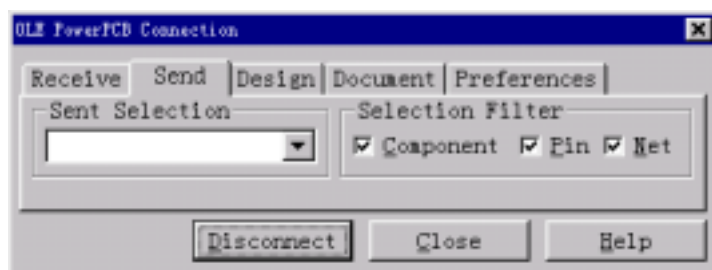 OLE PowerPCB Connection
Receive Send Design Document Preferences
Sent Selection Selection Filter
Component Pin Net
Disconnect Close Help